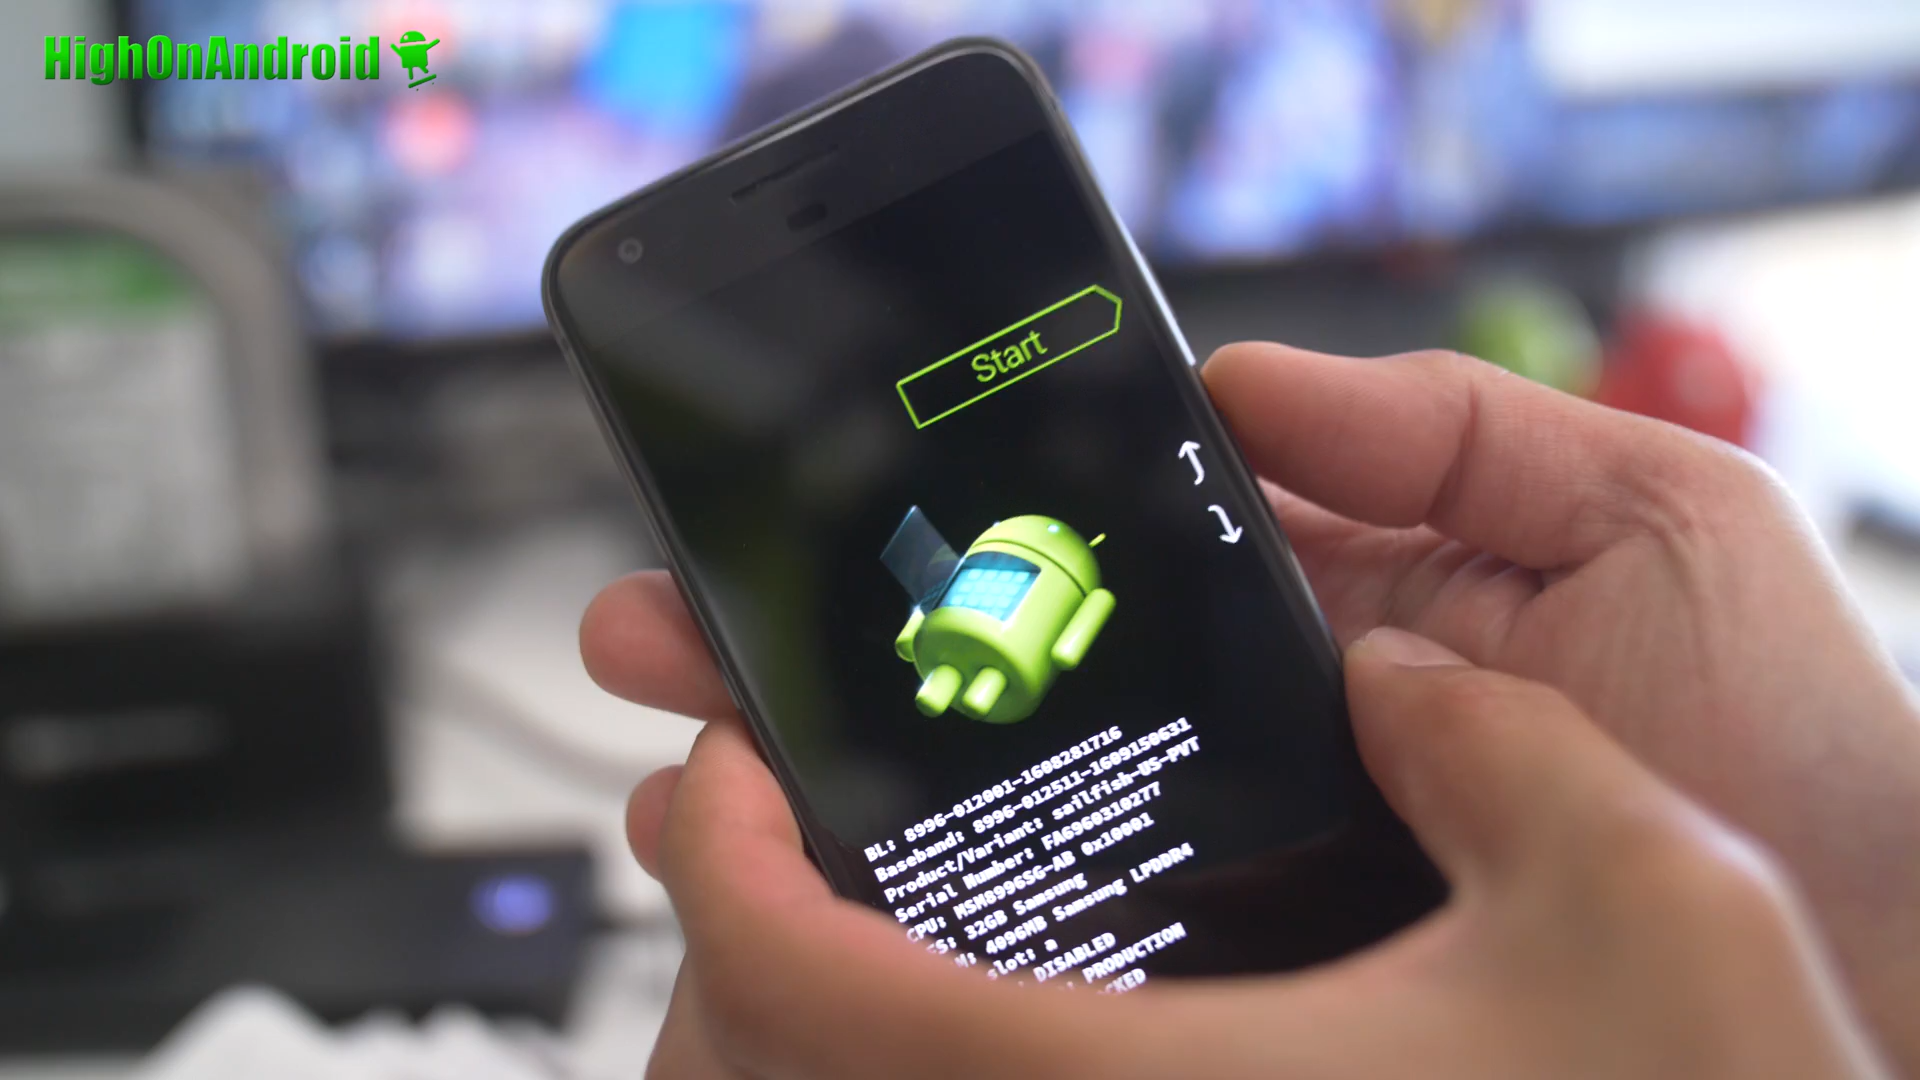 HighOnAndroid
Start
BL: 8996-012001-1608281716
Baseband: 8996-012511-1609150631
Product/Variant: sailfish-US-PVT
Serial Number: FA6960310277
CPU: MSM8996SG-AB 0x10001
32GB Samsung
4096MB Samsung LPDDR4
slot: a
DISABLED
PRODUCTION